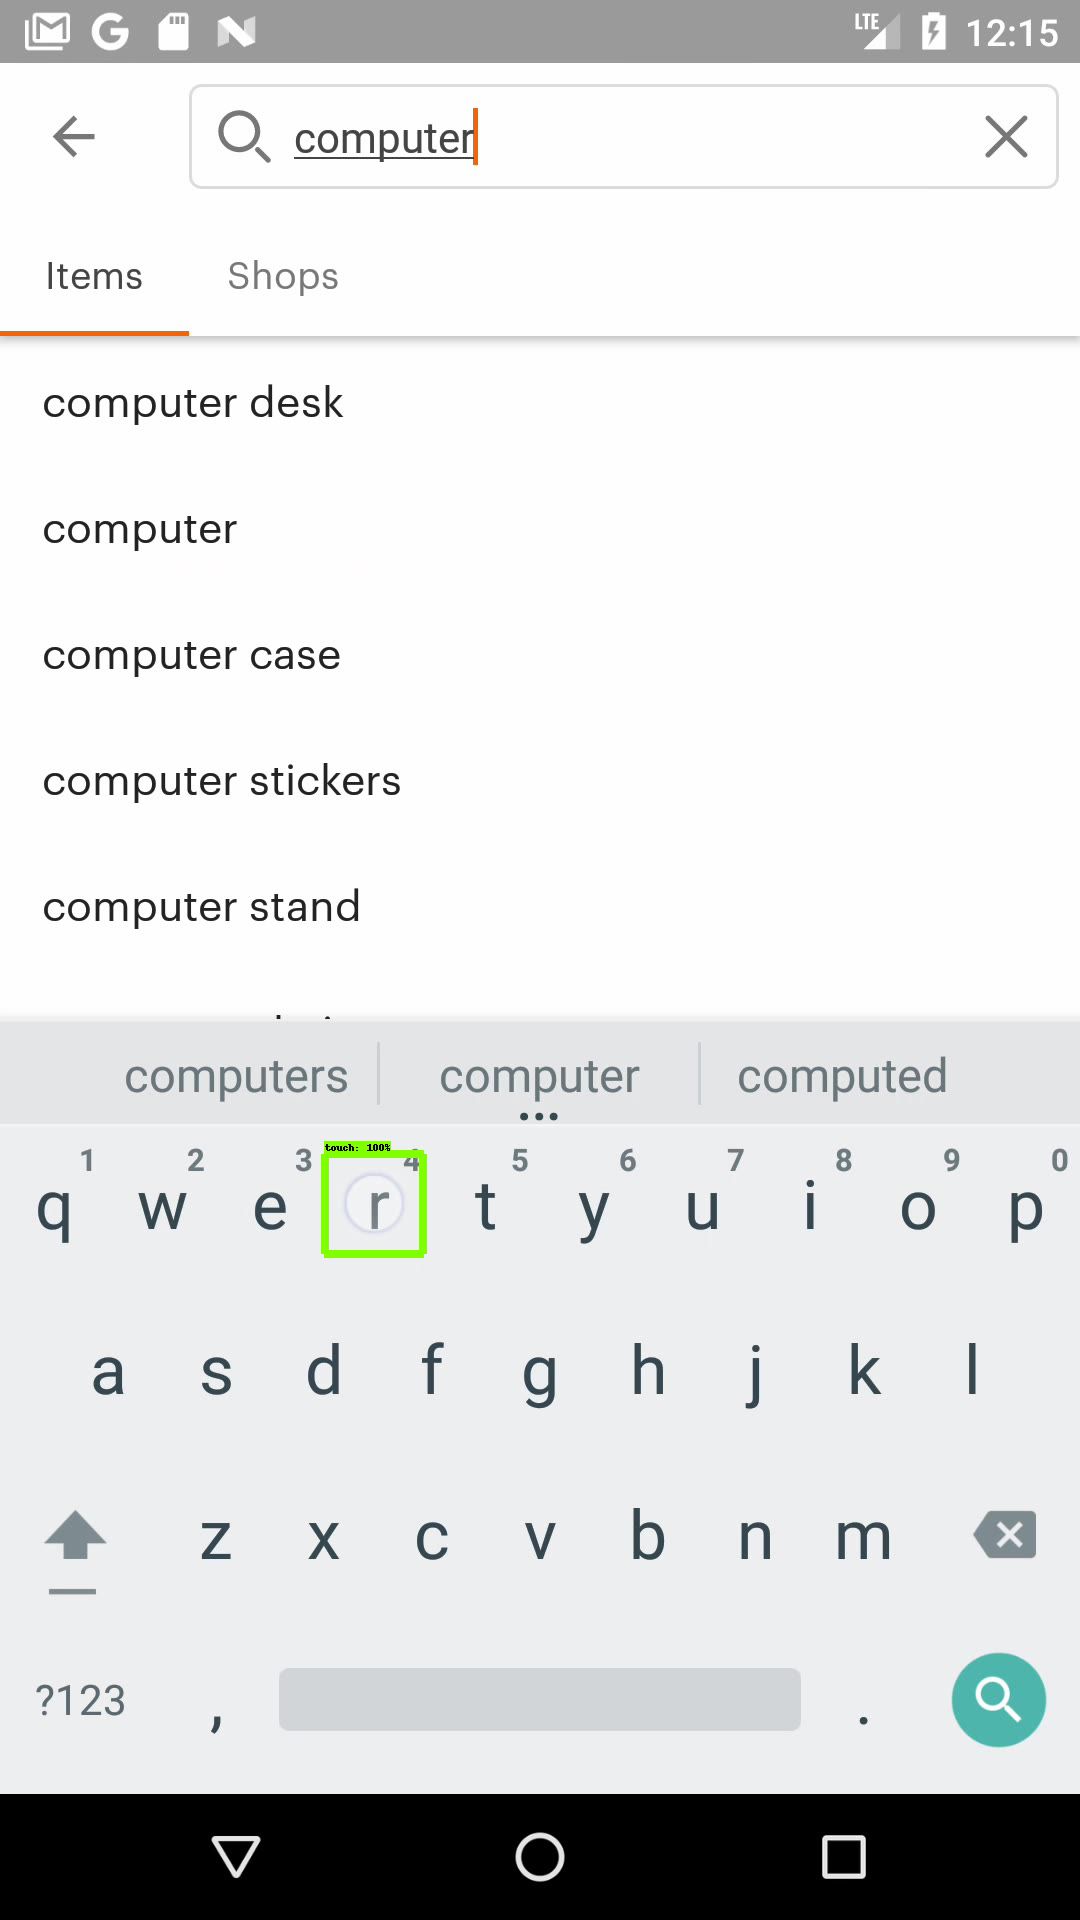 LTE 12:15
computer
Items Shops
computer desk
computer
computer case
computer stickers
computer stand
computers computer computed
1 2 3 4 5 6 7 8 9 0
touch: 100%
q w e r t y u i o p
a s d f g h j k l
z x c v b n m
?123 , .